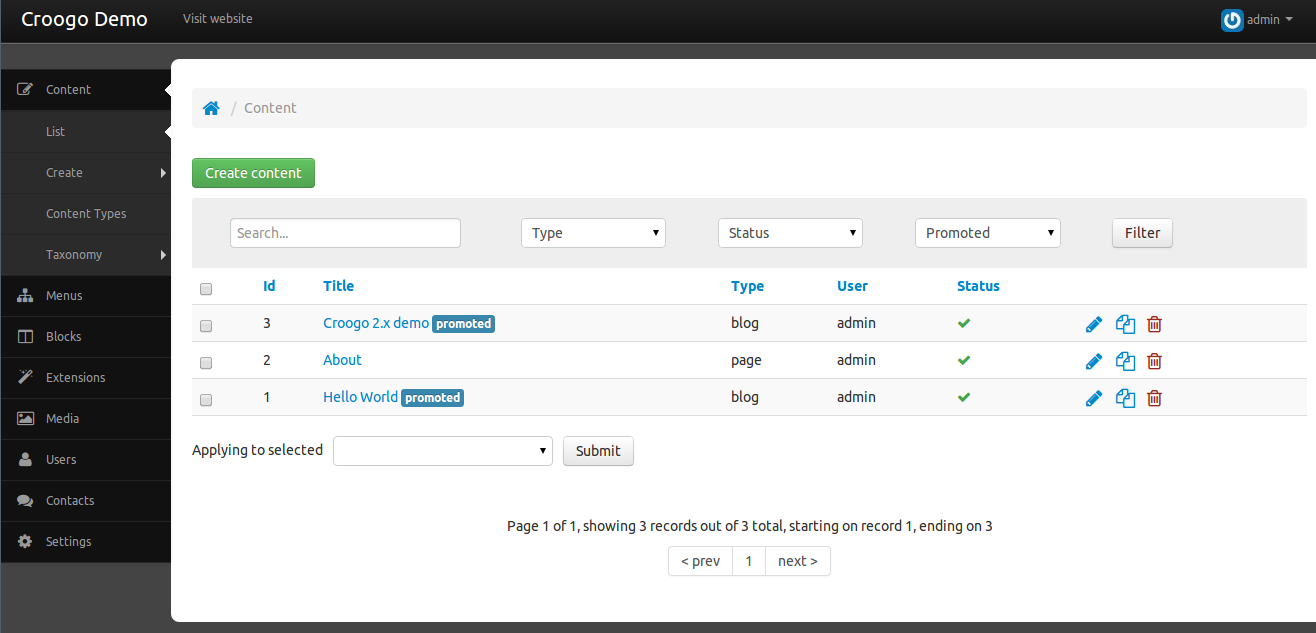 Croogo Demo Visit website admin
Content
List
Create
Content Types
Taxonomy
Menus
Blocks
Extensions
Media
Users
Contacts
Settings
/ Content
Create content
Search... Type Status Promoted Filter
Id Title Type User Status
3 Croogo 2.x demo promoted blog admin
2 About page admin
1 Hello World promoted blog admin
Applying to selected Submit
Page 1 of 1, showing 3 records out of 3 total, starting on record 1, ending on 3
< prev 1 next >